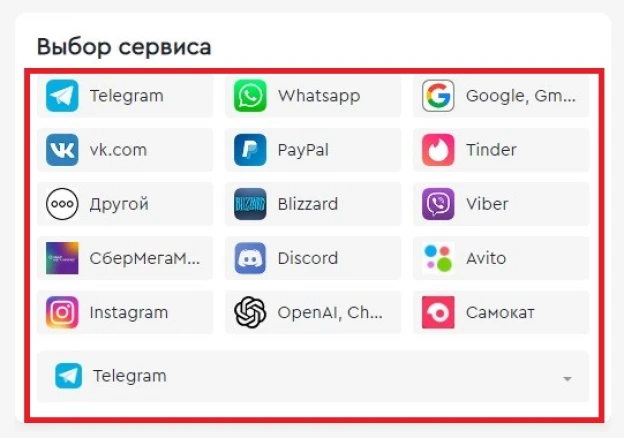 Выбор сервиса
Telegram
Whatsapp
Google, Gm...
vk.com
PayPal
Tinder
Другой
BLIZZARD
Blizzard
Viber
СберМегаМ...
Discord
Avito
Instagram
OpenAI, Ch...
Самокат
Telegram